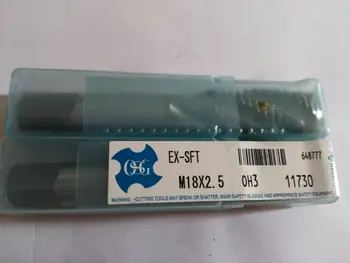 OSG
EX-SFT
648777
M18X2.5 OH3 11730
⚠WARNING -CUTTING TOOLS MAY BREAK OR SHATTER, WEAR SAFETY GLASSES AND APPROPRIATE SAFETY EQUIPMENT.